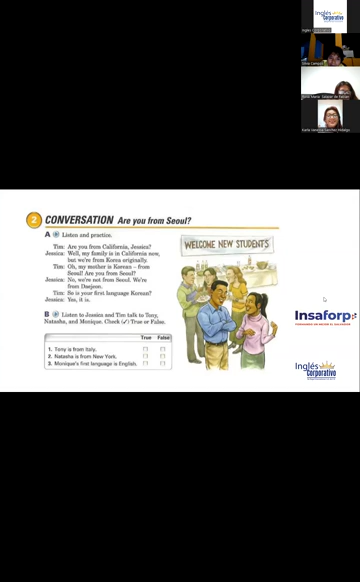 Inglés
Corporativo
2 CONVERSATION Are you from Seoul?
A Listen and practice.
Tim: Are you from California, Jessica?
Jessica: Well, my family is in California now,
but we're from Korea originally.
Tim: Oh, my mother is Korean – from
Seoul! Are you from Seoul?
Jessica: No, we're not from Seoul. We're
from Daejeon.
Tim: So is your first language Korean?
Jessica: Yes, it is.
B Listen to Jessica and Tim talk to Tony,
Natasha, and Monique. Check (✓) True or False.
True False
1. Tony is from Italy.
2. Natasha is from New York.
3. Monique's first language is English.
WELCOME NEW STUDENTS
Insaforp
Inglés
Corporativo